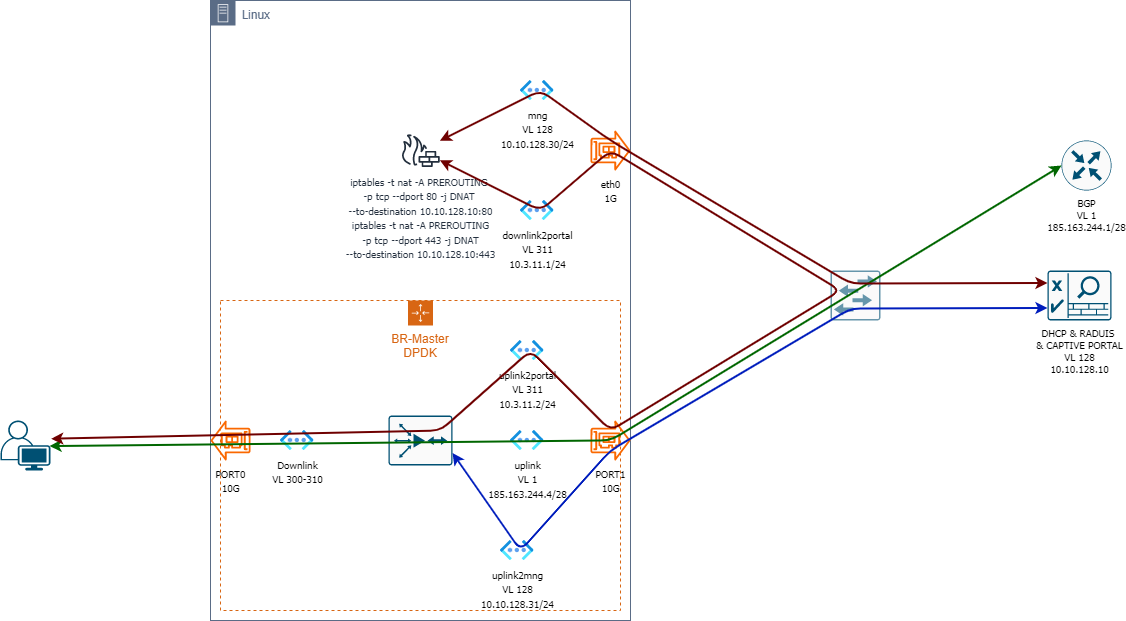 Linux
mng
VL 128
10.10.128.30/24
iptables -t nat -A PREROUTING
-p tcp --dport 80 -j DNAT
--to-destination 10.10.128.10:80
iptables -t nat -A PREROUTING
-p tcp --dport 443 -j DNAT
--to-destination 10.10.128.10:443
eth0
1G
downlink2portal
VL 311
10.3.11.1/24
BGP
VL 1
185.163.244.1/28
DHCP & RADUIS
& CAPTIVE PORTAL
VL 128
10.10.128.10
BR-Master
DPDK
uplink2portal
VL 311
10.3.11.2/24
PORT0
10G
Downlink
VL 300-310
uplink
VL 1
185.163.244.4/28
PORT1
10G
uplink2mng
VL 128
10.10.128.31/24